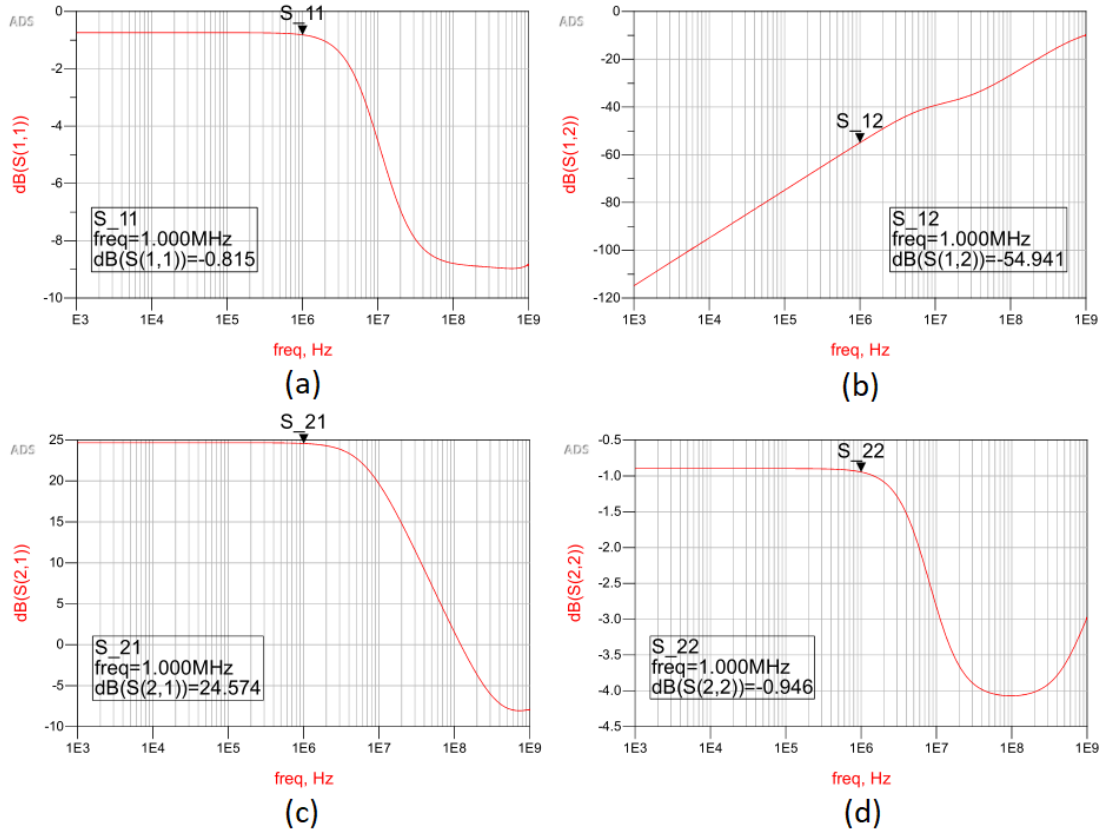 ADS
S_11
0
-2
-4
-6
-8
-10
dB(S(1,1))
S_11
freq=1.000MHz
dB(S(1,1))=-0.815
E3
1E4
1E5
1E6
1E7
1E8
1E9
freq, Hz
(a)
ADS
0
-20
-40
-60
-80
-100
-120
dB(S(1,2))
S_12
S_12
freq=1.000MHz
dB(S(1,2))=-54.941
1E3
1E4
1E5
1E6
1E7
1E8
1E9
freq, Hz
(b)
ADS
S_21
25
20
15
10
5
0
-5
-10
dB(S(2,1))
S_21
freq=1.000MHz
dB(S(2,1))=24.574
1E3
1E4
1E5
1E6
1E7
1E8
1E9
freq, Hz
(c)
ADS
-0.5
-1.0
-1.5
-2.0
-2.5
-3.0
-3.5
-4.0
-4.5
dB(S(2,2))
S_22
S_22
freq=1.000MHz
dB(S(2,2))=-0.946
1E3
1E4
1E5
1E6
1E7
1E8
1E9
freq, Hz
(d)